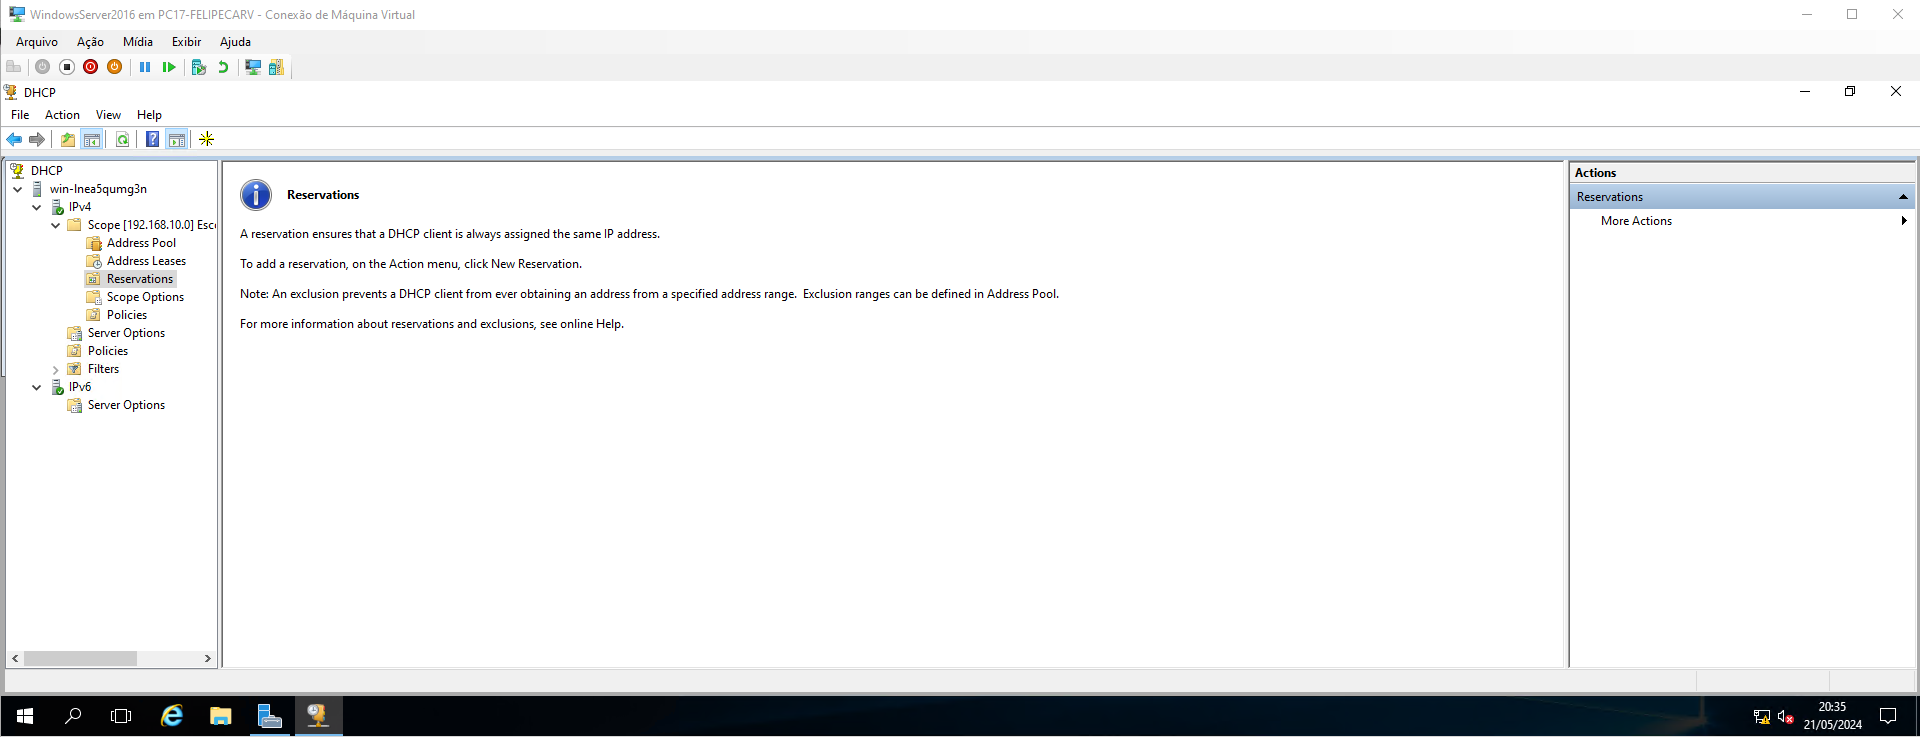 WindowsServer2016 em PC17-FELIPECARV - Conexão de Máquina Virtual
Arquivo Ação Mídia Exibir Ajuda
DHCP
File Action View Help
DHCP
win-lnea5qumg3n
IPv4
Scope [192.168.10.0] Esc
Address Pool
Address Leases
Reservations
Scope Options
Policies
Server Options
Policies
Filters
IPv6
Server Options
Reservations
A reservation ensures that a DHCP client is always assigned the same IP address.
To add a reservation, on the Action menu, click New Reservation.
Note: An exclusion prevents a DHCP client from ever obtaining an address from a specified address range.  Exclusion ranges can be defined in Address Pool.
For more information about reservations and exclusions, see online Help.
Actions
Reservations
More Actions
20:35
21/05/2024